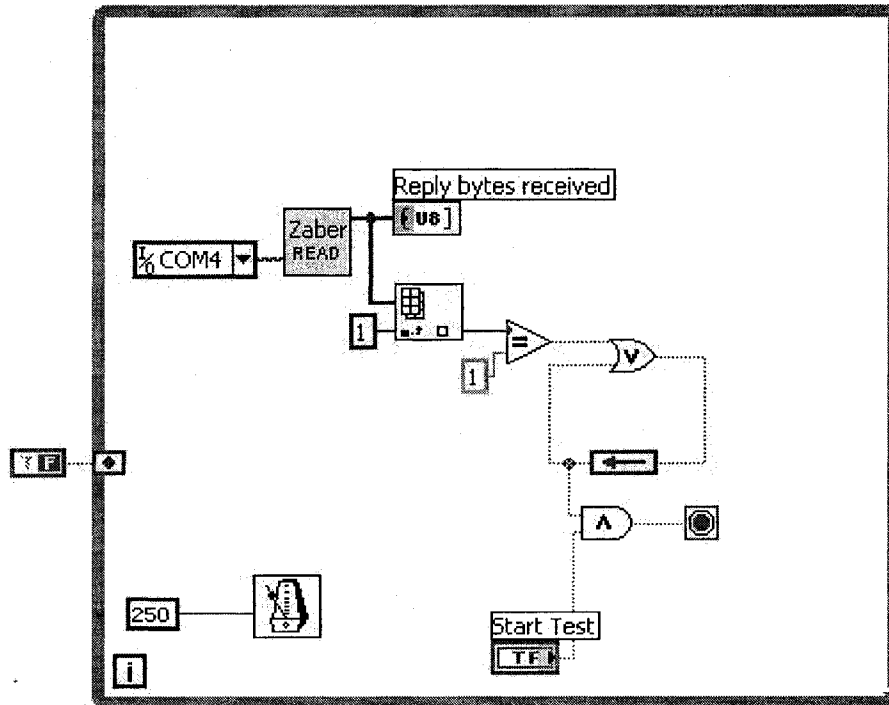 Reply bytes received
[U8]
Zaber
READ
I/O COM4
1
=
1
V
F
Λ
250
Start Test
TF
i